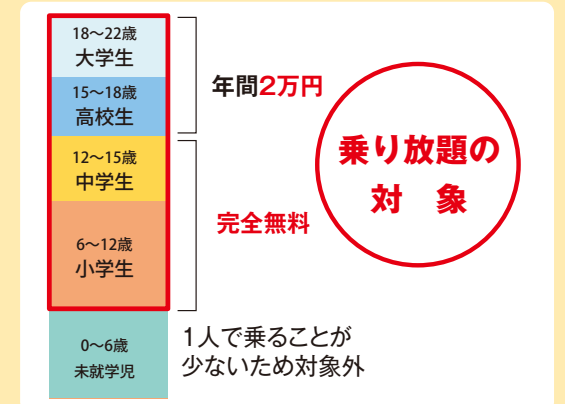 18〜22歳
大学生
15〜18歳
高校生
年間2万円
12〜15歳
中学生
6〜12歳
小学生
完全無料
乗り放題の
対　象
0〜6歳
未就学児
1人で乗ることが
少ないため対象外